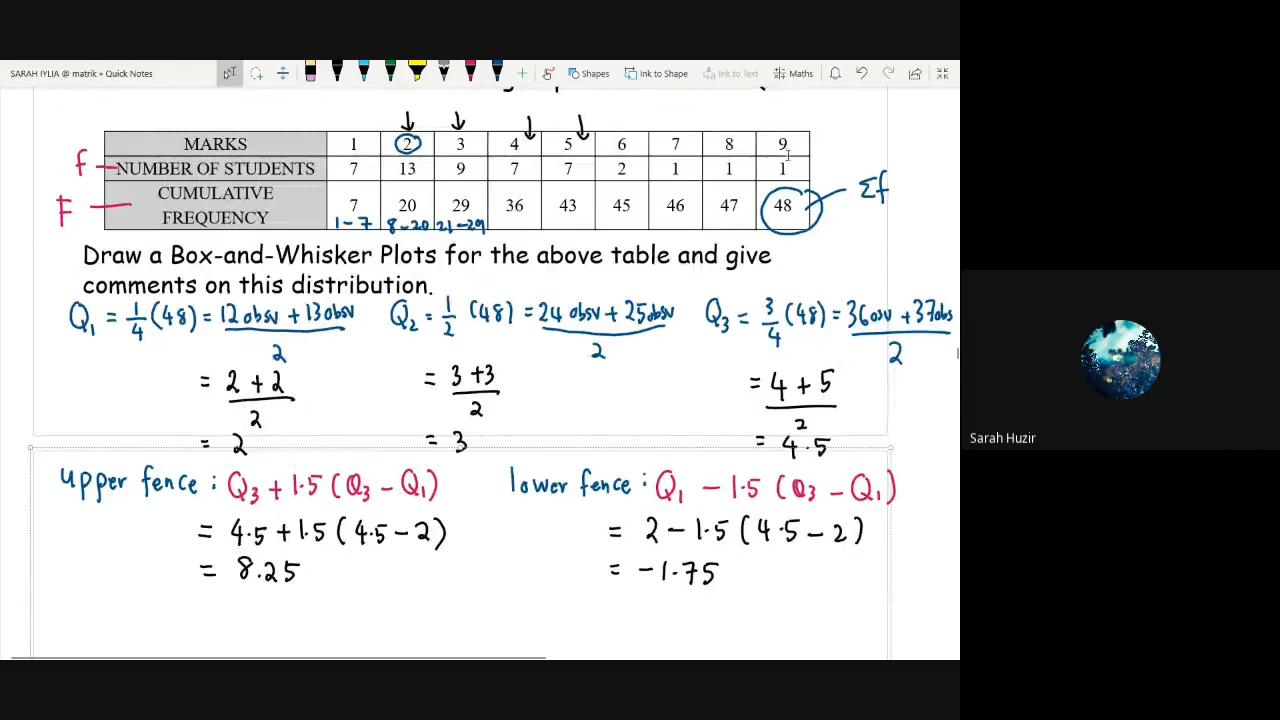 SARAH IYLIA @ matrik » Quick Notes
Shapes Ink to Shape Ink to Text Maths
MARKS 1 2 3 4 5 6 7 8 9
f NUMBER OF STUDENTS 7 13 9 7 7 2 1 1 1
F CUMULATIVE FREQUENCY 7 20 29 36 43 45 46 47 48 Σf
1-7 8-20 21-29
Draw a Box-and-Whisker Plots for the above table and give
comments on this distribution.
Q₁ = 1/4 (48) = 12 obsv + 13 obsv / 2 Q₂ = 1/2 (48) = 24 obsv + 25 obsv / 2 Q₃ = 3/4 (48) = 36 osv + 37 obs / 2
= 2 + 2 / 2 = 3 + 3 / 2 = 4 + 5 / 2
= 2 = 3 = 4.5
upper fence : Q₃ + 1.5 (Q₃ - Q₁) lower fence : Q₁ - 1.5 (Q₃ - Q₁)
= 4.5 + 1.5 (4.5 - 2) = 2 - 1.5 (4.5 - 2)
= 8.25 = -1.75
Sarah Huzir